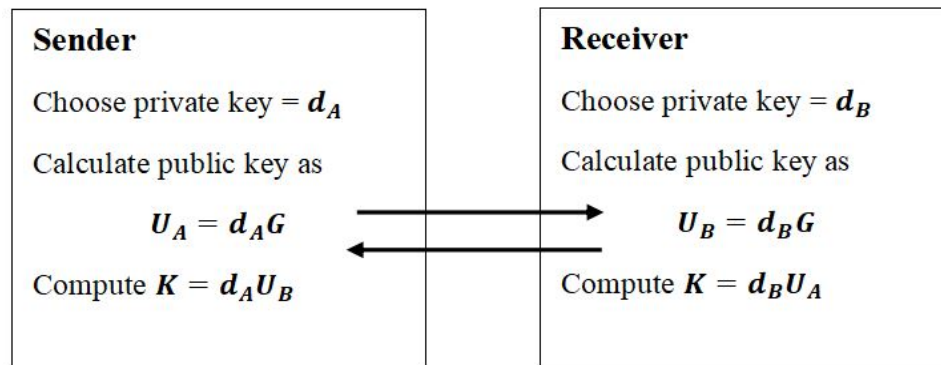 Sender
Choose private key = d_A
Calculate public key as
U_A = d_A G
Compute K = d_A U_B
Receiver
Choose private key = d_B
Calculate public key as
U_B = d_B G
Compute K = d_B U_A